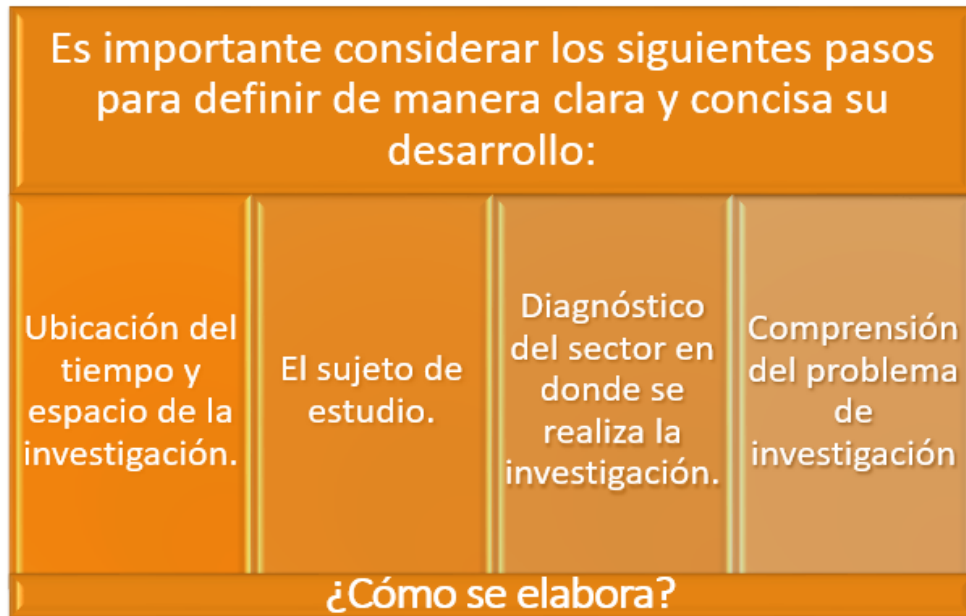 Es importante considerar los siguientes pasos
para definir de manera clara y concisa su
desarrollo:
Ubicación del
tiempo y
espacio de la
investigación.
El sujeto de
estudio.
Diagnóstico
del sector en
donde se
realiza la
investigación.
Comprensión
del problema
de
investigación
¿Cómo se elabora?